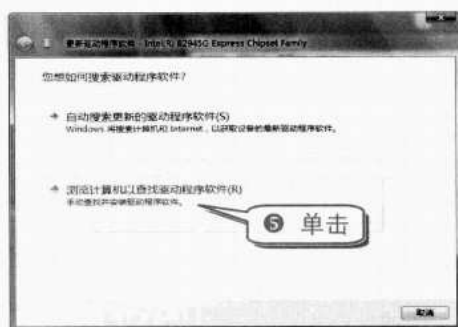 更新驱动程序软件 - Intel(R) 82945G Express Chipset Family
您想如何搜索驱动程序软件?
自动搜索更新的驱动程序软件(S)
Windows 将搜索计算机和 Internet，以获取设备的最新驱动程序软件。
浏览计算机以查找驱动程序软件(R)
手动查找并安装驱动程序软件。
❺ 单击
取消